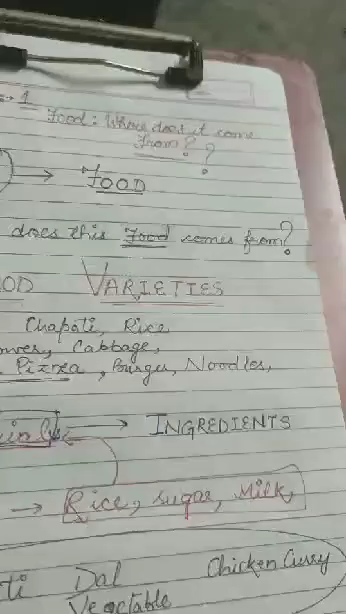 1
Food: Where does it come
from?
?
FOOD
does this Food comes from?
VARIETIES
Chapati, Rice
Cabbage,
Pizza, Burger, Noodles,
INGREDIENTS
Rice, Sugar, Milk,
Dal Chicken Curry
Vegetable